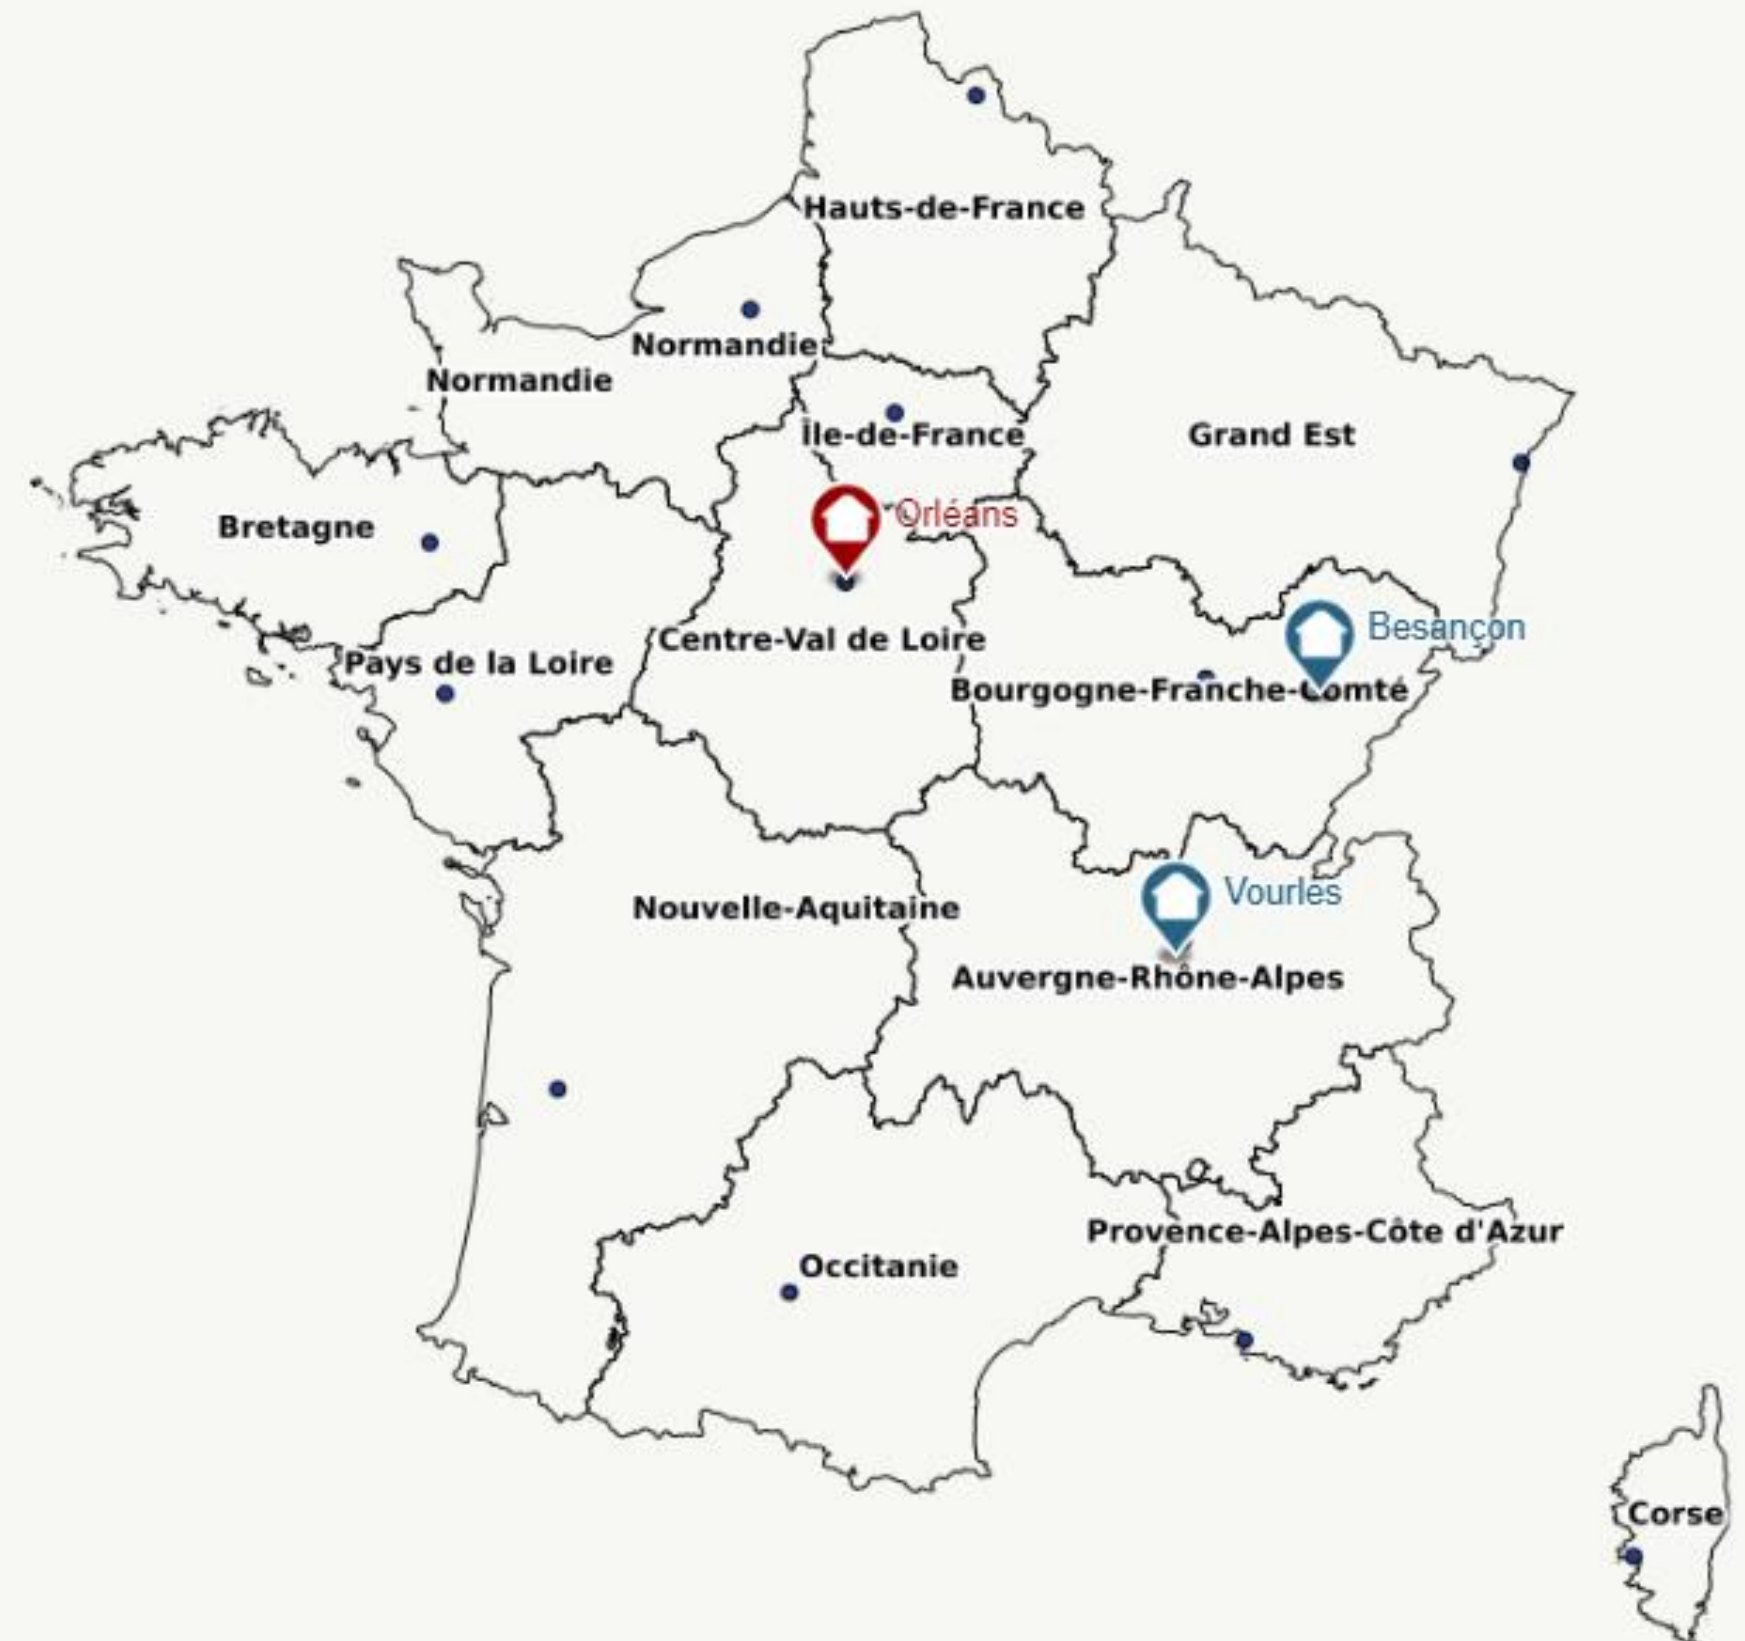 Hauts-de-France
Normandie
Normandie
Île-de-France
Grand Est
Orléans
Bretagne
Besançon
Centre-Val de Loire
Pays de la Loire
Bourgogne-Franche-Comté
Vourles
Nouvelle-Aquitaine
Auvergne-Rhône-Alpes
Provence-Alpes-Côte d'Azur
Occitanie
Corse